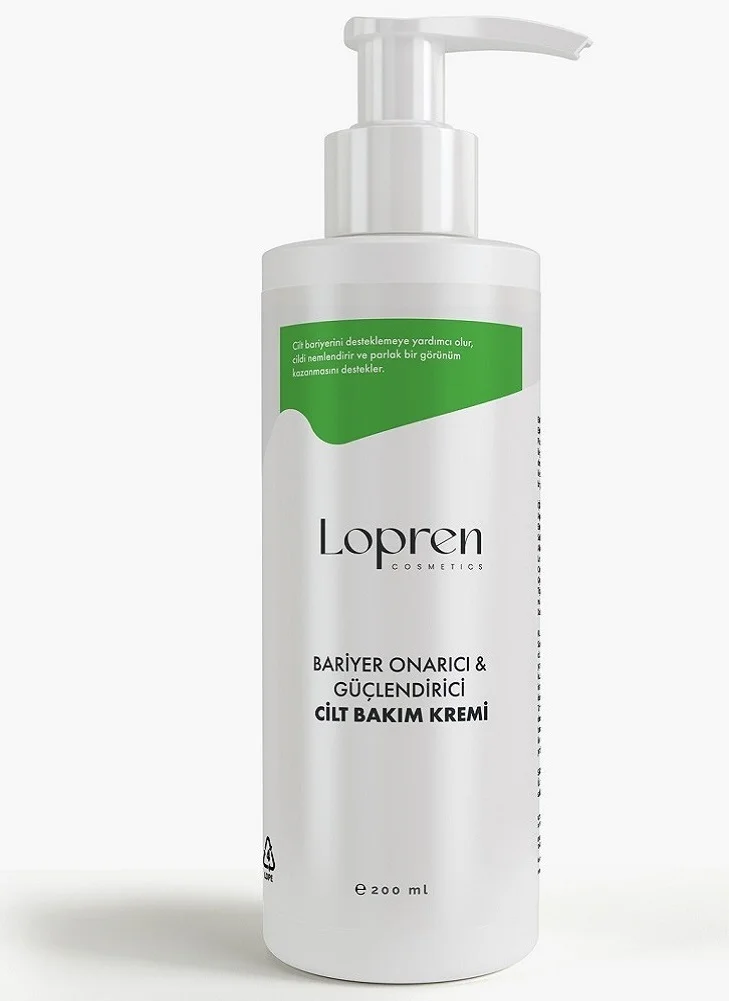 Cilt bariyerini desteklemeye yardımcı olur,
cildi nemlendirir ve parlak bir görünüm
kazanmasını destekler.
Lopren
COSMETICS
BARİYER ONARICI &
GÜÇLENDİRİCİ
CİLT BAKIM KREMİ
LDPE
e 200 ml